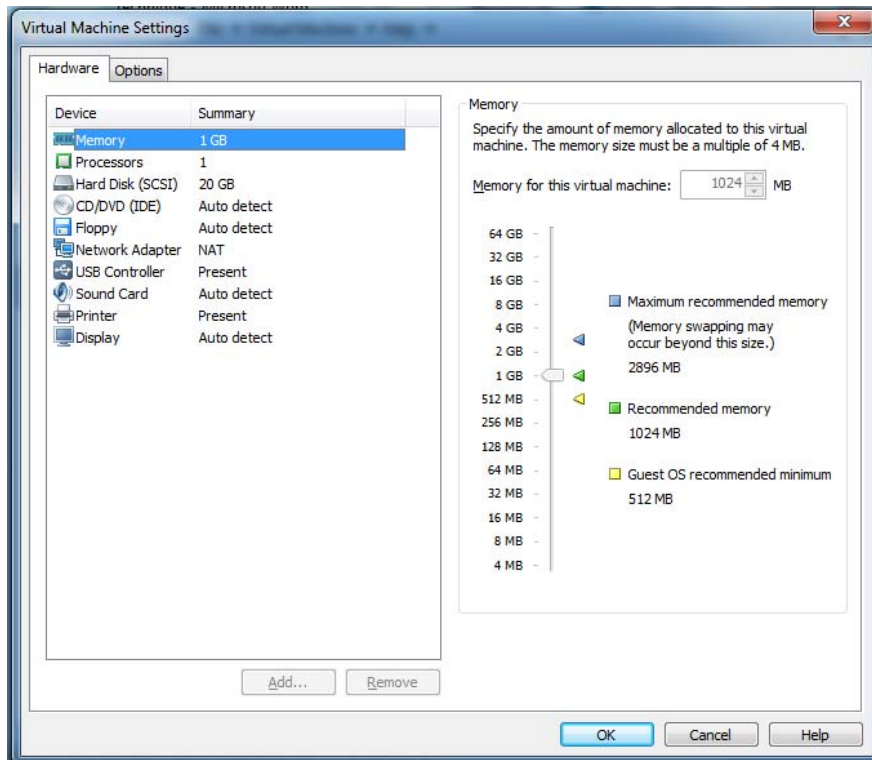 Virtual Machine Settings
Hardware Options
Device Summary
Memory 1 GB
Processors 1
Hard Disk (SCSI) 20 GB
CD/DVD (IDE) Auto detect
Floppy Auto detect
Network Adapter NAT
USB Controller Present
Sound Card Auto detect
Printer Present
Display Auto detect
Add... Remove
Memory
Specify the amount of memory allocated to this virtual
machine. The memory size must be a multiple of 4 MB.
Memory for this virtual machine: 1024 MB
64 GB
32 GB
16 GB
8 GB
4 GB
2 GB
1 GB
512 MB
256 MB
128 MB
64 MB
32 MB
16 MB
8 MB
4 MB
Maximum recommended memory
(Memory swapping may
occur beyond this size.)
2896 MB
Recommended memory
1024 MB
Guest OS recommended minimum
512 MB
OK Cancel Help